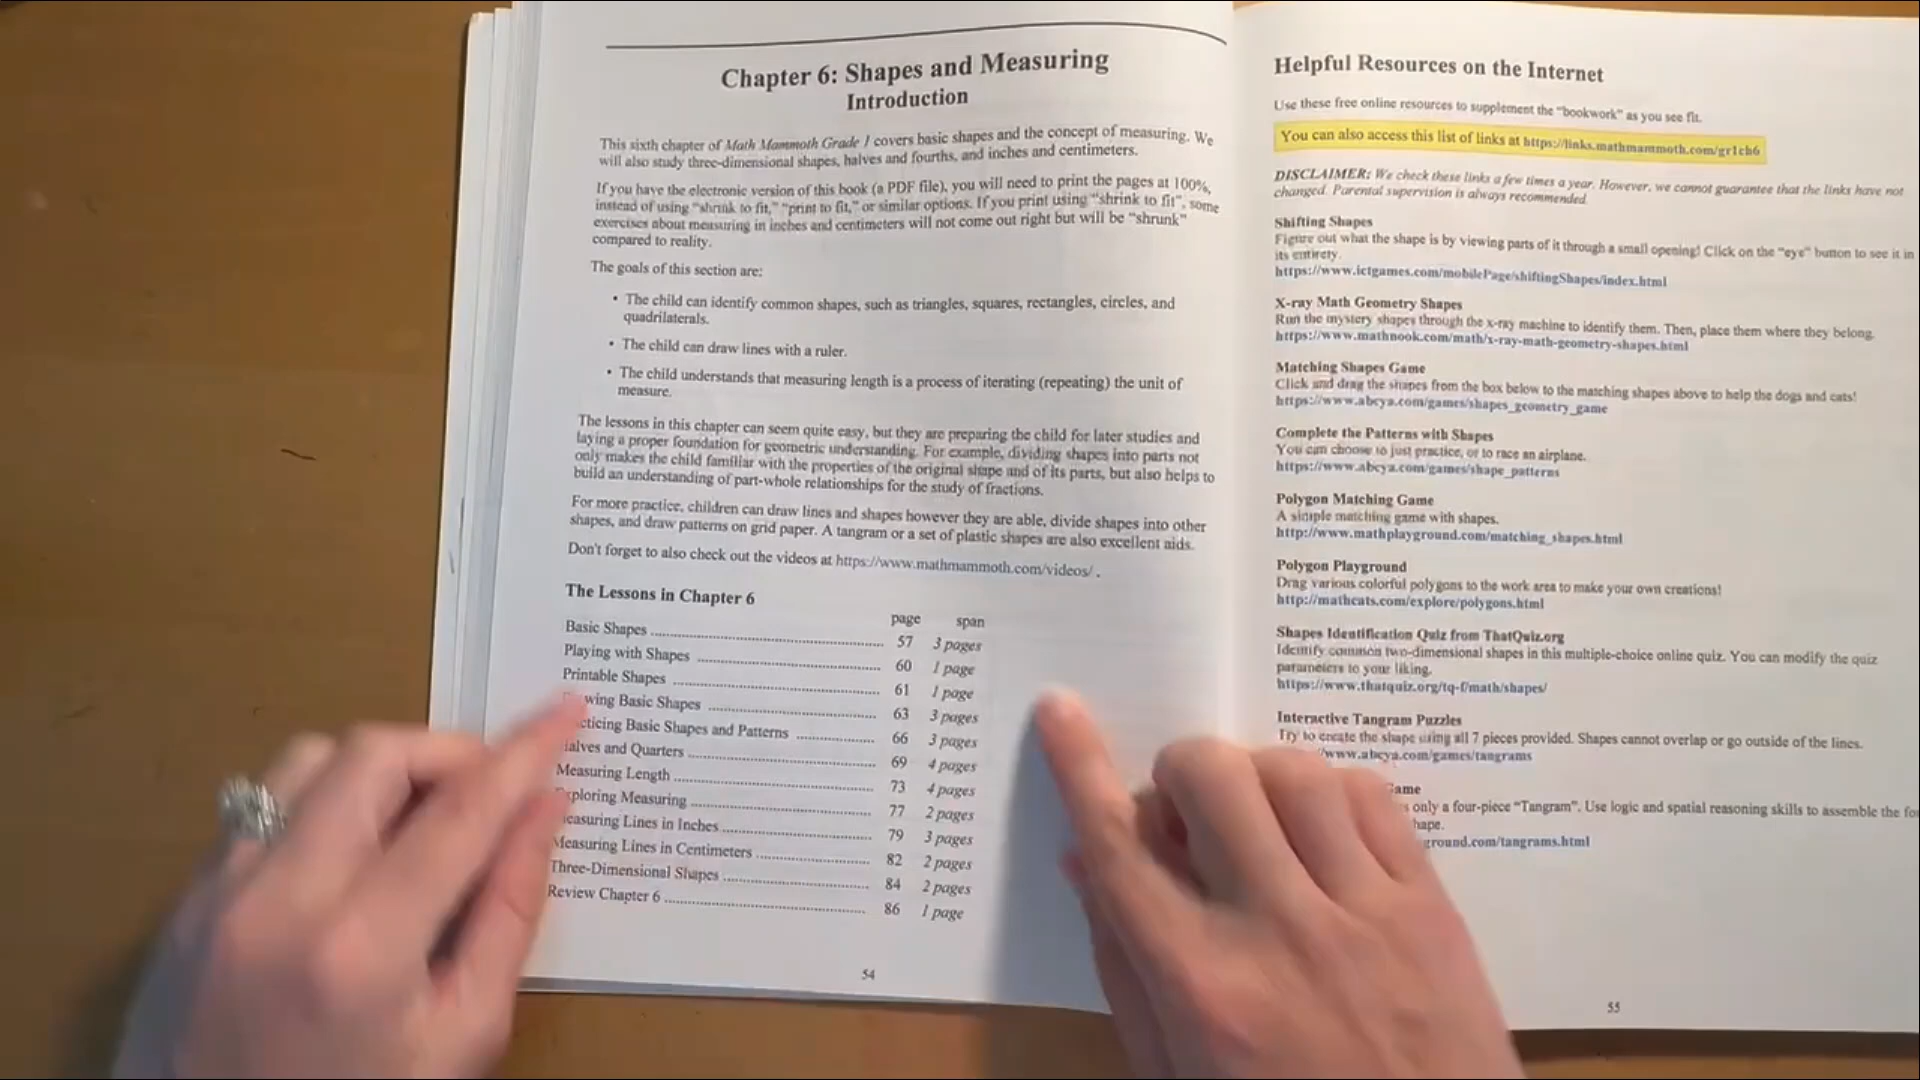 Chapter 6: Shapes and Measuring
Introduction
This sixth chapter of Math Mammoth Grade 1 covers basic shapes and the concept of measuring. We
will also study three-dimensional shapes, halves and fourths, and inches and centimeters.
If you have the electronic version of this book (a PDF file), you will need to print the pages at 100%,
instead of using "shrink to fit," "print to fit," or similar options. If you print using "shrink to fit", some
exercises about measuring in inches and centimeters will not come out right but will be "shrunk"
compared to reality.
The goals of this section are:
• The child can identify common shapes, such as triangles, squares, rectangles, circles, and
quadrilaterals.
• The child can draw lines with a ruler.
• The child understands that measuring length is a process of iterating (repeating) the unit of
measure.
The lessons in this chapter can seem quite easy, but they are preparing the child for later studies and
laying a proper foundation for geometric understanding. For example, dividing shapes into parts not
only makes the child familiar with the properties of the original shape and of its parts, but also helps to
build an understanding of part-whole relationships for the study of fractions.
For more practice, children can draw lines and shapes however they are able, divide shapes into other
shapes, and draw patterns on grid paper. A tangram or a set of plastic shapes are also excellent aids.
Don't forget to also check out the videos at https://www.mathmammoth.com/videos/ .
The Lessons in Chapter 6
page span
Basic Shapes 57 3 pages
Playing with Shapes 60 1 page
Printable Shapes 61 1 page
wing Basic Shapes 63 3 pages
cticing Basic Shapes and Patterns 66 3 pages
alves and Quarters 69 4 pages
Measuring Length 73 4 pages
ploring Measuring 77 2 pages
easuring Lines in Inches 79 3 pages
Measuring Lines in Centimeters 82 2 pages
Three-Dimensional Shapes 84 2 pages
Review Chapter 6 86 1 page
54
Helpful Resources on the Internet
Use these free online resources to supplement the "bookwork" as you see fit.
You can also access this list of links at https://links.mathmammoth.com/gr1ch6
DISCLAIMER: We check these links a few times a year. However, we cannot guarantee that the links have not
changed. Parental supervision is always recommended.
Shifting Shapes
Figure out what the shape is by viewing parts of it through a small opening! Click on the "eye" button to see it in
its entirety.
https://www.ictgames.com/mobilePage/shiftingShapes/index.html
X-ray Math Geometry Shapes
Run the mystery shapes through the x-ray machine to identify them. Then, place them where they belong.
https://www.mathnook.com/math/x-ray-math-geometry-shapes.html
Matching Shapes Game
Click and drag the shapes from the box below to the matching shapes above to help the dogs and cats!
https://www.abcya.com/games/shapes_geometry_game
Complete the Patterns with Shapes
You can choose to just practice, or to race an airplane.
https://www.abcya.com/games/shape_patterns
Polygon Matching Game
A simple matching game with shapes.
http://www.mathplayground.com/matching_shapes.html
Polygon Playground
Drag various colorful polygons to the work area to make your own creations!
http://mathcats.com/explore/polygons.html
Shapes Identification Quiz from ThatQuiz.org
Identify common two-dimensional shapes in this multiple-choice online quiz. You can modify the quiz
parameters to your liking.
https://www.thatquiz.org/tq-f/math/shapes/
Interactive Tangram Puzzles
Try to create the shape using all 7 pieces provided. Shapes cannot overlap or go outside of the lines.
/www.abcya.com/games/tangrams
ame
s only a four-piece "Tangram". Use logic and spatial reasoning skills to assemble the fo
hape.
ground.com/tangrams.html
55